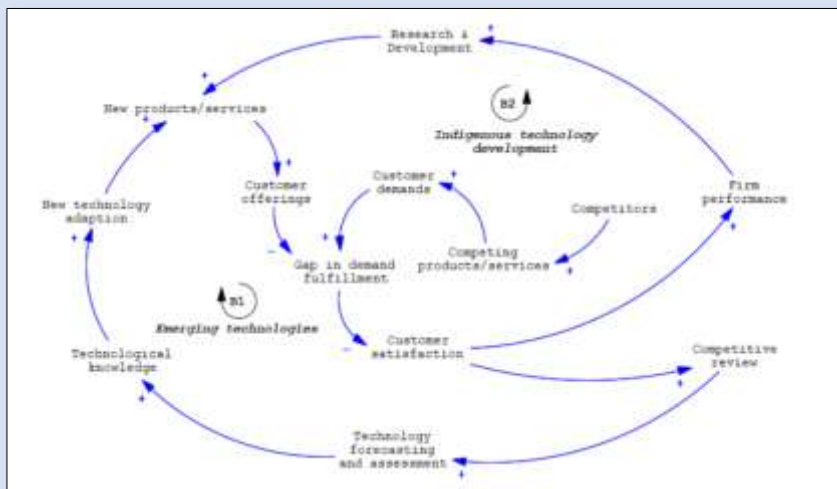 Research &
Development
New products/services
B2
Indigenous technology
development
Customer
demands
Customer
offerings
Firm
performance
New technology
adaption
Competitors
Competing
products/services
Gap in demand
fulfillment
B1
Emerging technologies
Customer
satisfaction
Competitive
review
Technological
knowledge
Technology
forecasting
and assessment